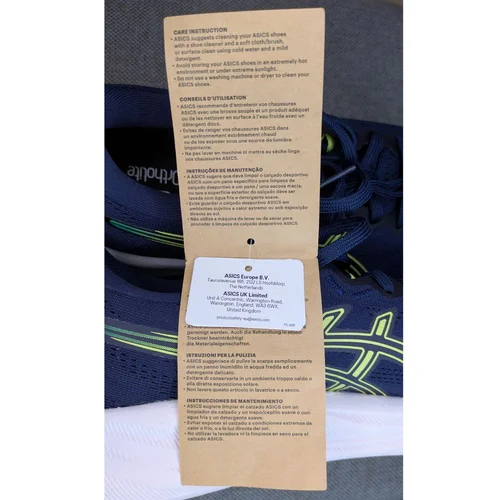 CARE INSTRUCTION
• ASICS suggests cleaning your ASICS shoes
with a shoe cleaner and a soft cloth/brush,
or surface clean using cold water and a mild
detergent.
• Avoid storing your ASICS shoes in an extremely hot
environment or under extreme sunlight.
• Do not use a washing machine or dryer to clean your
ASICS shoes.
CONSEILS D'UTILISATION
• ASICS recommande d'entretenir vos chaussures
ASICS avec une brosse souple et un produit adéquat
ou de les nettoyer en surface à l'eau froide avec un
détergent doux.
• Évitez de ranger vos chaussures ASICS dans
un environnement extrêmement chaud
ou de les exposer sous une source de lumière
importante.
• Ne pas laver en machine ni mettre au sèche linge
vos chaussures ASICS.
INSTRUÇÕES DE MANUTENÇÃO
• A ASICS sugere que deve limpar o calçado desportivo
ASICS com um pano específico para limpeza de
calçado desportivo e um pano / uma escova macia,
ou que a superfície exterior do calçado deve ser
lavada com água fria e detergente suave.
• Evite guardar o calçado desportivo ASICS em
ambientes sujeitos a calor extremo ou sob exposição
direta ao sol.
• Não utilize a máquina de lavar ou de secar para
proceder à limpeza do calçado desportivo ASICS.
Ortholite
ASICS Europe B.V.
Taurusavenue 165, 2132 LS Hoofddorp,
The Netherlands
ASICS UK Limited
Unit A Concentric, Warrington Road,
Warrington, England, WA3 6WX,
United Kingdom
gereinigt werden. Auch die Behandlung in einem
Trockner beeinträchtigt
die Materialeigenschaften.
ISTRUZIONI PER LA PULIZIA
• ASICS suggerisce di pulire le scarpe semplicemente
con un panno inumidito in acqua fredda ed un
detergente delicato.
• Evitare di conservarle in un ambiente troppo caldo o
alla diretta esposizione solare.
• Non lavare questo articolo in lavatrice o a secco.
INSTRUCCIONES DE MANTENIMIENTO
• ASICS sugiere limpiar el calzado ASICS con un
limpiador de calzado y un trapo/cepillo suave o con
agua fría y un detergente suave.
• Evitar exponer el calzado a condiciones extremas de
calor o frío, o a la luz directa del sol.
• No utilizar la lavadora ni la limpieza en seco para el
calzado ASICS.